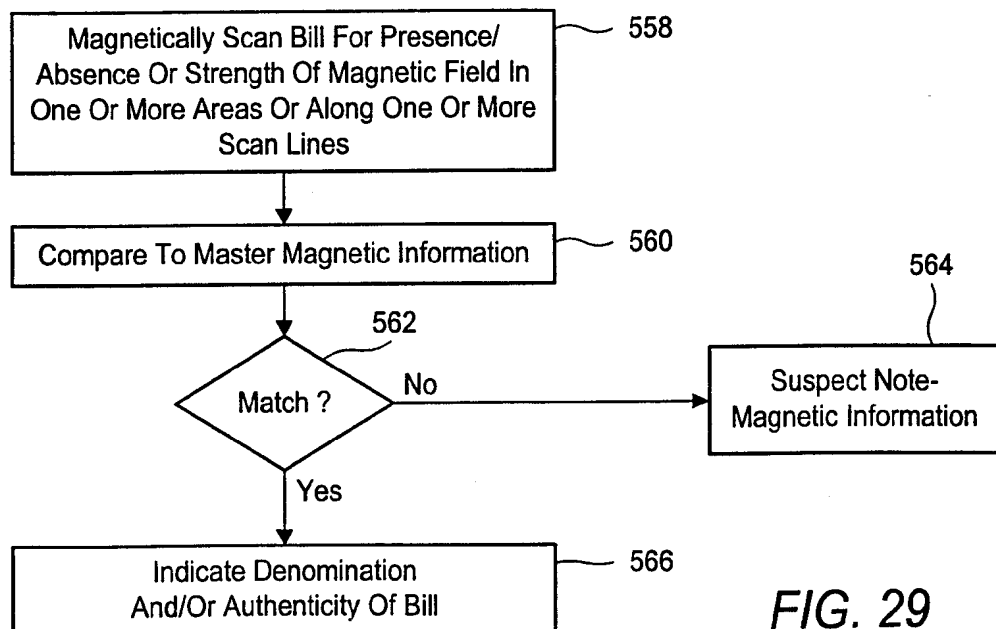 Magnetically Scan Bill For Presence/
Absence Or Strength Of Magnetic Field In
One Or More Areas Or Along One Or More
Scan Lines
558
Compare To Master Magnetic Information
560
562
Match ?
No
564
Suspect Note-
Magnetic Information
Yes
Indicate Denomination
And/Or Authenticity Of Bill
566
FIG. 29